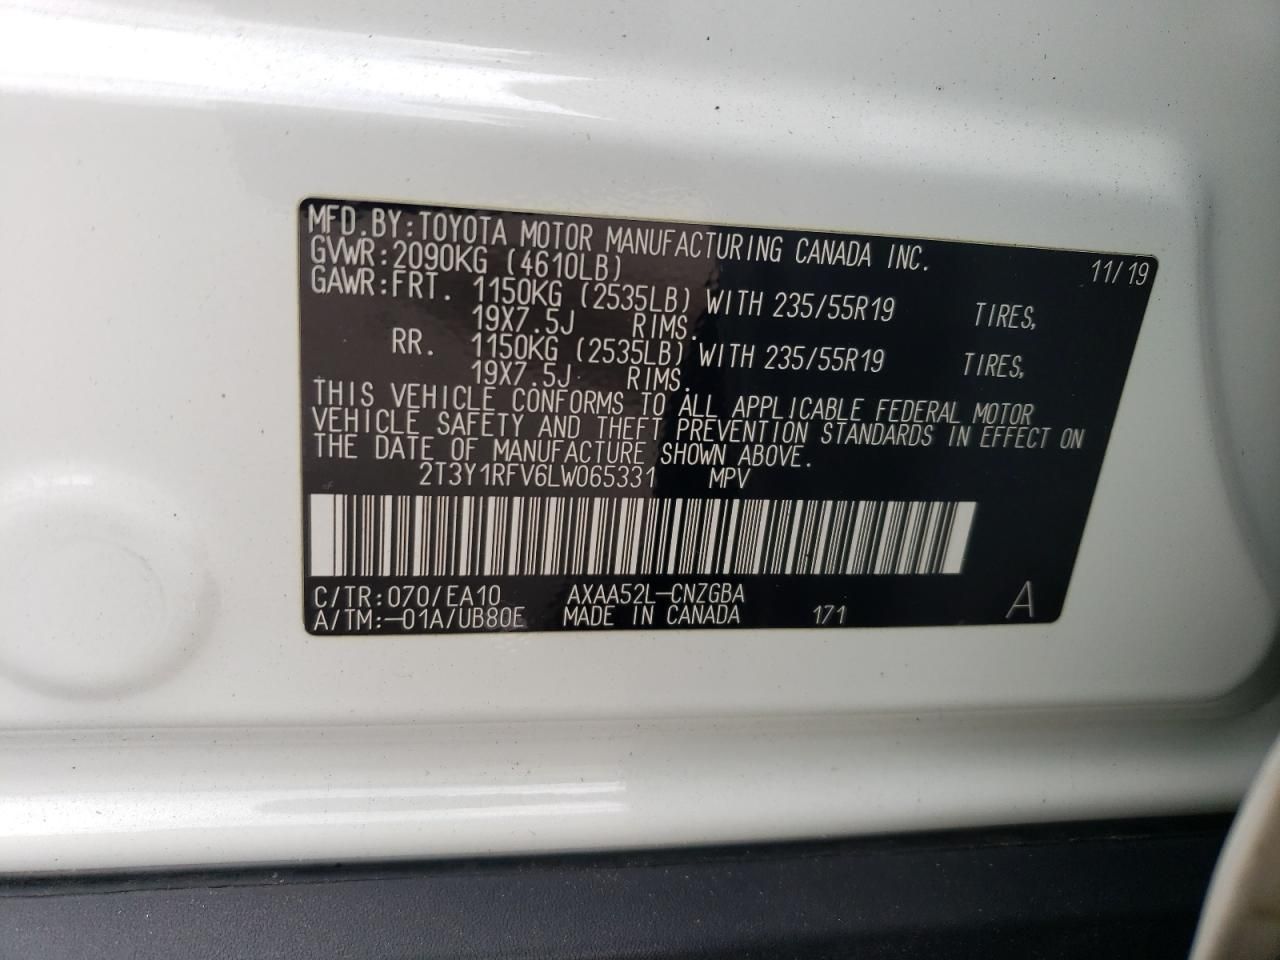 MFD.BY:TOYOTA MOTOR MANUFACTURING CANADA INC. 11/19
GVWR:2090KG (4610LB)
GAWR:FRT. 1150KG (2535LB) WITH 235/55R19 TIRES,
19X7.5J RIMS.
RR. 1150KG (2535LB) WITH 235/55R19 TIRES,
19X7.5J RIMS.
THIS VEHICLE CONFORMS TO ALL APPLICABLE FEDERAL MOTOR
VEHICLE SAFETY AND THEFT PREVENTION STANDARDS IN EFFECT ON
THE DATE OF MANUFACTURE SHOWN ABOVE.
2T3Y1RFV6LW065331 MPV
C/TR:070/EA10 AXAA52L-CNZGBA
A/TM:-01A/UB80E MADE IN CANADA 171 A